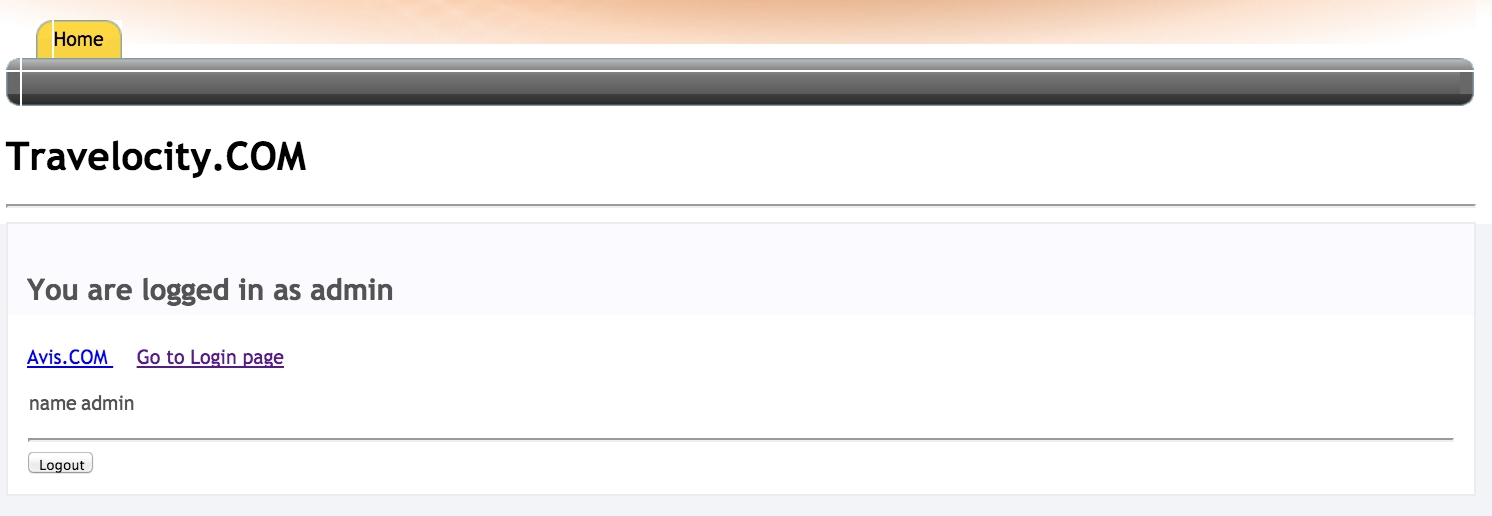 Home
Travelocity.COM
You are logged in as admin
Avis.COM Go to Login page
name admin
Logout